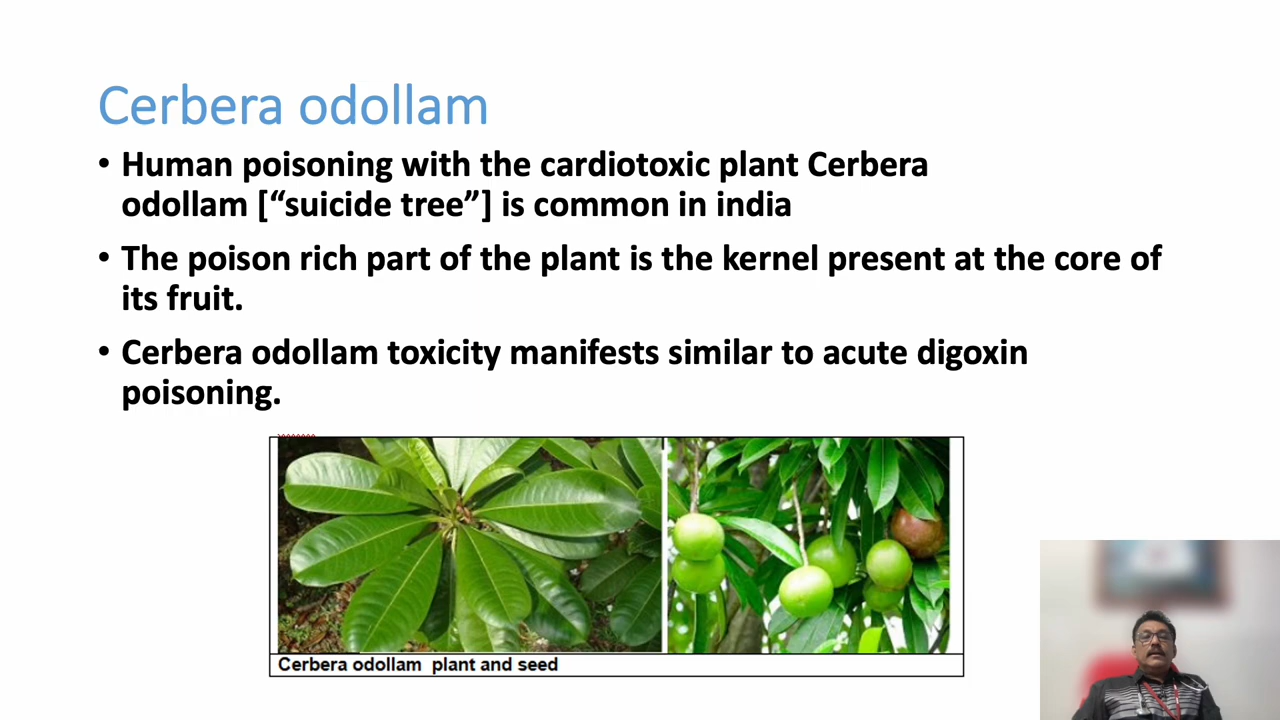 Cerbera odollam
• Human poisoning with the cardiotoxic plant Cerbera
odollam [“suicide tree”] is common in india
• The poison rich part of the plant is the kernel present at the core of
its fruit.
• Cerbera odollam toxicity manifests similar to acute digoxin
poisoning.
Cerbera odollam plant and seed